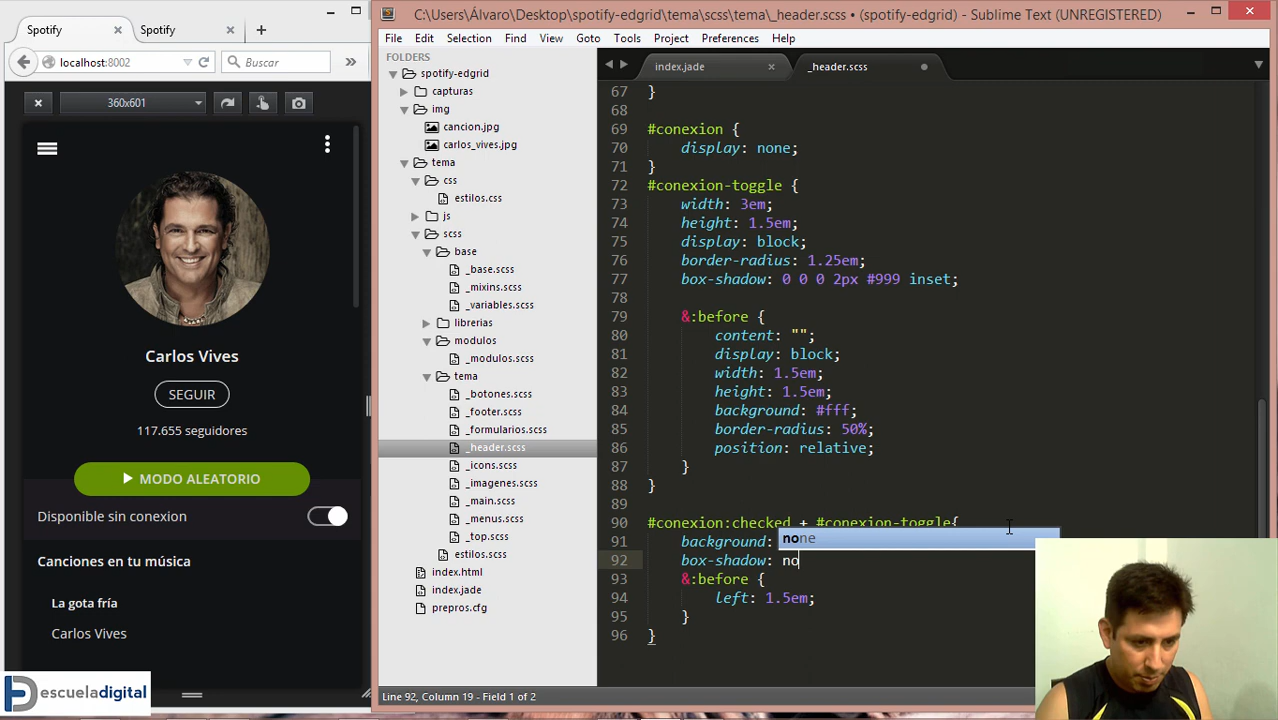 C:\Users\Álvaro\Desktop\spotify-edgrid\tema\scss\tema\_header.scss • (spotify-edgrid) - Sublime Text (UNREGISTERED)
Spotify
Spotify
localhost:8002
Buscar
360x601
Carlos Vives
SEGUIR
117.655 seguidores
MODO ALEATORIO
Disponible sin conexion
Canciones en tu música
La gota fría
Carlos Vives
escueladigital
File Edit Selection Find View Goto Tools Project Preferences Help
FOLDERS
spotify-edgrid
capturas
img
cancion.jpg
carlos_vives.jpg
tema
css
estilos.css
js
scss
base
_base.scss
_mixins.scss
_variables.scss
librerias
modulos
_modulos.scss
tema
_botones.scss
_footer.scss
_formularios.scss
_header.scss
_icons.scss
_imagenes.scss
_main.scss
_menus.scss
_top.scss
estilos.scss
index.html
index.jade
prepros.cfg
index.jade
_header.scss
67 }
68
69 #conexion {
70 display: none;
71 }
72 #conexion-toggle {
73 width: 3em;
74 height: 1.5em;
75 display: block;
76 border-radius: 1.25em;
77 box-shadow: 0 0 0 2px #999 inset;
78
79 &:before {
80 content: "";
81 display: block;
82 width: 1.5em;
83 height: 1.5em;
84 background: #fff;
85 border-radius: 50%;
86 position: relative;
87 }
88 }
89
90 #conexion:checked + #conexion-toggle{
91 background:
none
92 box-shadow: no
93 &:before {
94 left: 1.5em;
95 }
96 }
Line 92, Column 19 - Field 1 of 2